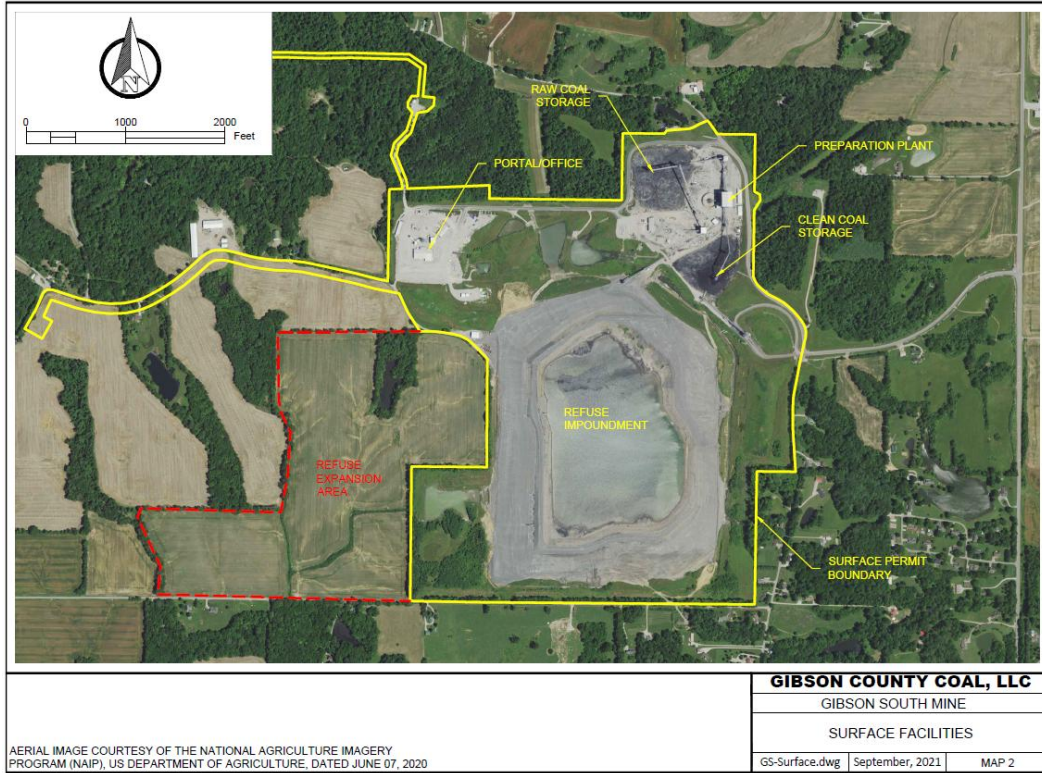 N
0 1000 2000
Feet
RAW COAL
STORAGE
PORTAL/OFFICE
PREPARATION PLANT
CLEAN COAL
STORAGE
REFUSE
IMPOUNDMENT
REFUSE
EXPANSION
AREA
SURFACE PERMIT
BOUNDARY
AERIAL IMAGE COURTESY OF THE NATIONAL AGRICULTURE IMAGERY
PROGRAM (NAIP), US DEPARTMENT OF AGRICULTURE, DATED JUNE 07, 2020
GIBSON COUNTY COAL, LLC
GIBSON SOUTH MINE
SURFACE FACILITIES
GS-Surface.dwg September, 2021 MAP 2